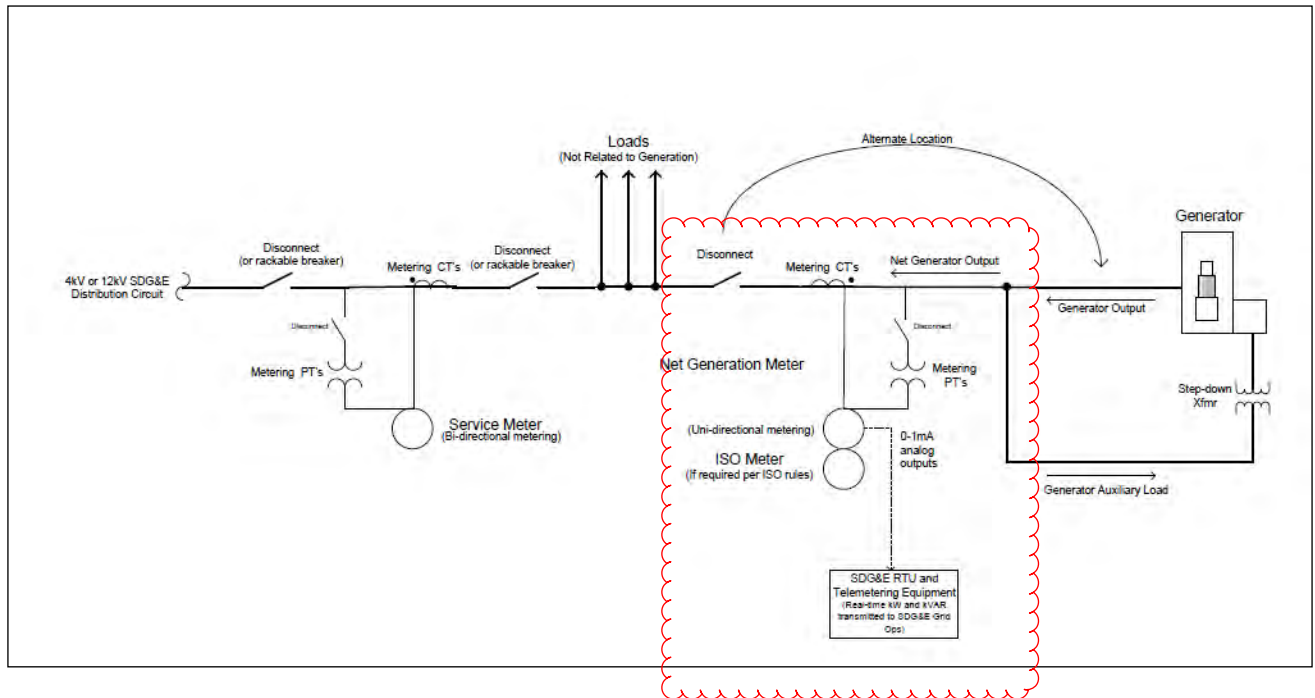 Loads
(Not Related to Generation)
Alternate Location
Generator
Disconnect
(or rackable breaker)
Metering CT's
Disconnect
(or rackable breaker)
Disconnect
Metering CT's
Net Generator Output
4kV or 12kV SDG&E
Distribution Circuit
Generator Output
Disconnect
Disconnect
Metering PT's
Net Generation Meter
Metering
PT's
Step-down
Xfmr
Service Meter
(Bi-directional metering)
(Uni-directional metering)
0-1mA
analog
outputs
ISO Meter
(If required per ISO rules)
Generator Auxiliary Load
SDG&E RTU and
Telemetering Equipment
(Real-time kW and kVAR
transmitted to SDG&E Grid
Ops)